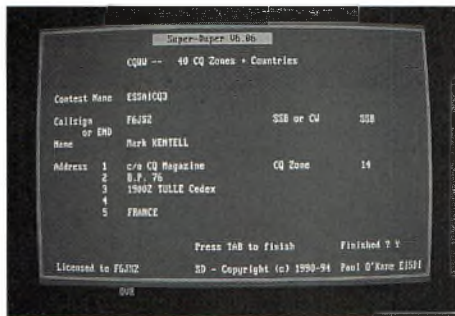 Super-Duper V6.06
CQWW -- 40 CQ Zones + Countries
Contest Name ESSAICQ3
Callsign F6JSZ SSB or CW SSB
or END
Name Mark KENTELL
Address 1 c/o CQ Magazine CQ Zone 14
2 B.P. 76
3 19002 TULLE Cedex
4
5 FRANCE
Press TAB to finish Finished ? Y
Licensed to F6JSZ SD - Copyright (c) 1990-94 Paul O'Kane
OVR